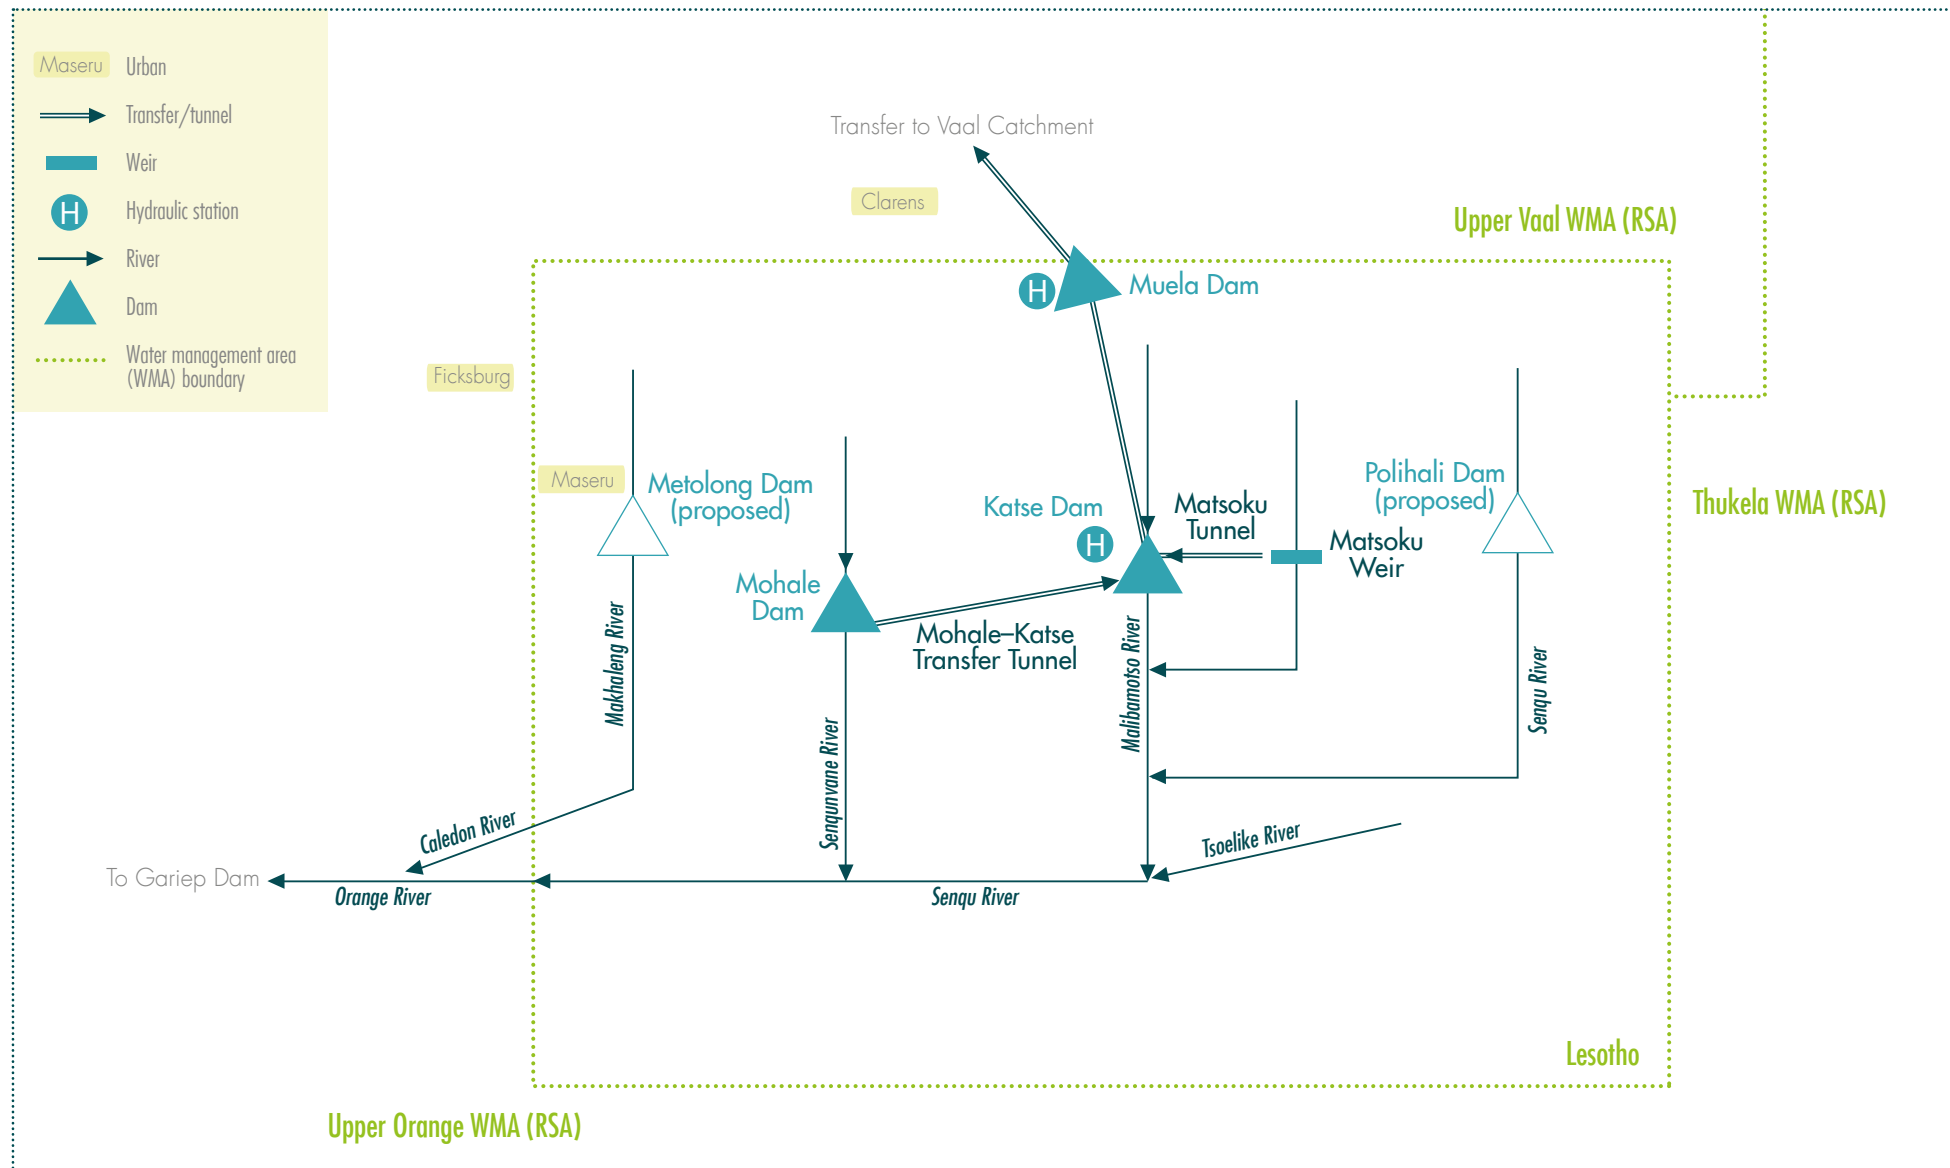 Maseru
Urban
Transfer/tunnel
Weir
H
Hydraulic station
River
Dam
Water management area
(WMA) boundary
Transfer to Vaal Catchment
Clarens
Upper Vaal WMA (RSA)
H
Muela Dam
Ficksburg
Maseru
Metolong Dam
(proposed)
Katse Dam
H
Matsoku
Tunnel
Matsoku
Weir
Polihali Dam
(proposed)
Thukela WMA (RSA)
Mohale
Dam
Mohale–Katse
Transfer Tunnel
Makhaleng River
Senqunvane River
Malibamotso River
Senqu River
Caledon River
Tsoelike River
To Gariep Dam
Orange River
Senqu River
Lesotho
Upper Orange WMA (RSA)